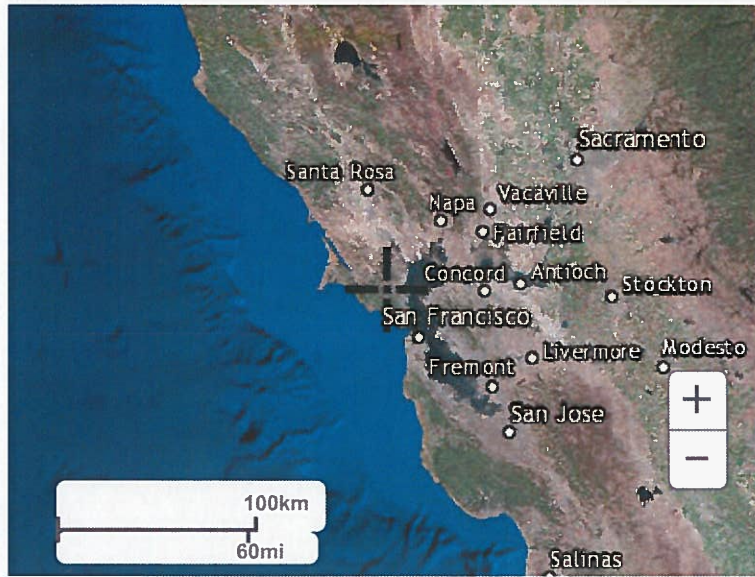 Sacramento
Santa Rosa
Vacaville
Napa
Fairfield
Concord
Antioch
Stockton
San Francisco
Livermore
Modesto
Fremont
+
San Jose
−
100km
60mi
Salinas